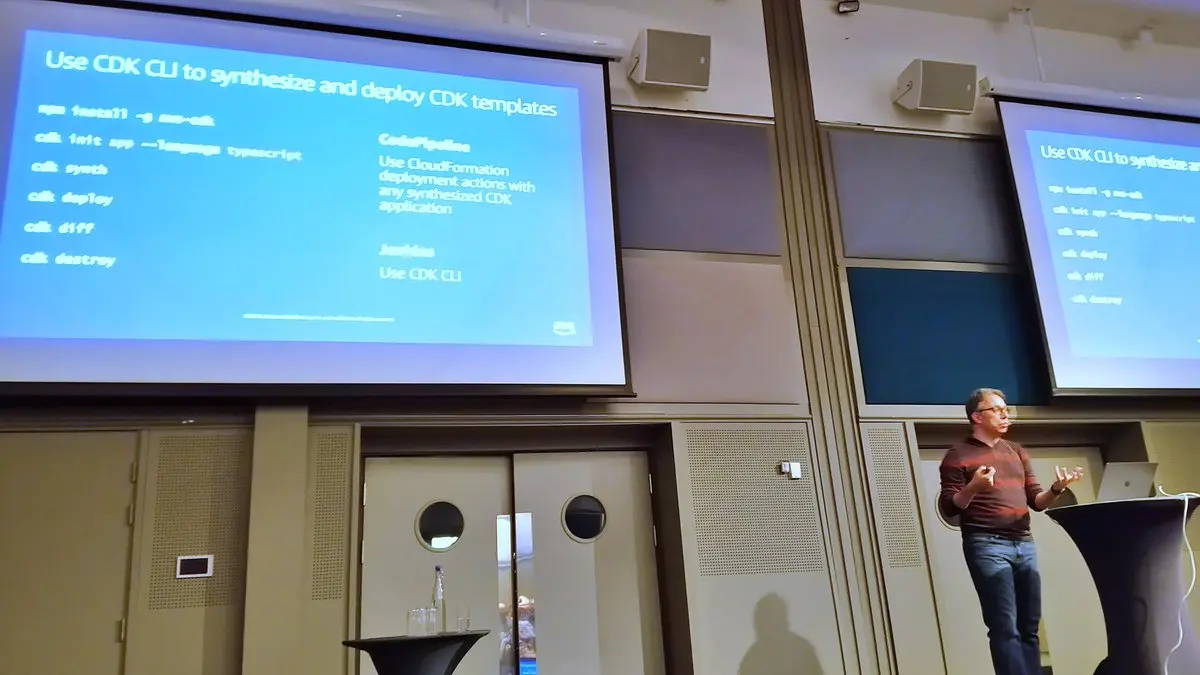 Use CDK CLI to synthesize and deploy CDK templates
npm install -g aws-cdk
cdk init app --language typescript
cdk synth
cdk deploy
cdk diff
cdk destroy
CodePipeline
Use CloudFormation
deployment actions with
any synthesized CDK
application
Jenkins
Use CDK CLI
aws
Use CDK CLI to synthesize an
npm install -g aws-cdk
cdk init app --language typescript
cdk synth
cdk deploy
cdk diff
cdk destroy